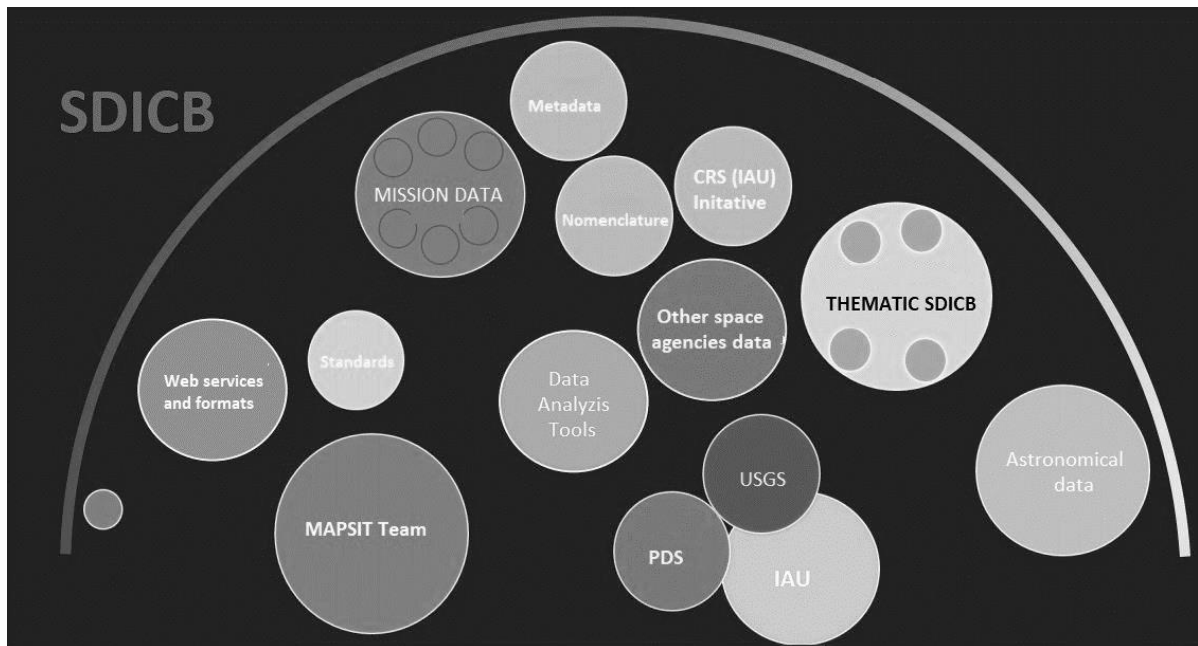 SDICB
Metadata
MISSION DATA
CRS (IAU)
Initative
Nomenclature
THEMATIC SDICB
Other space
agencies data
Standards
Web services
and formats
Data
Analyzis
Tools
Astronomical
data
USGS
MAPSIT Team
PDS
IAU